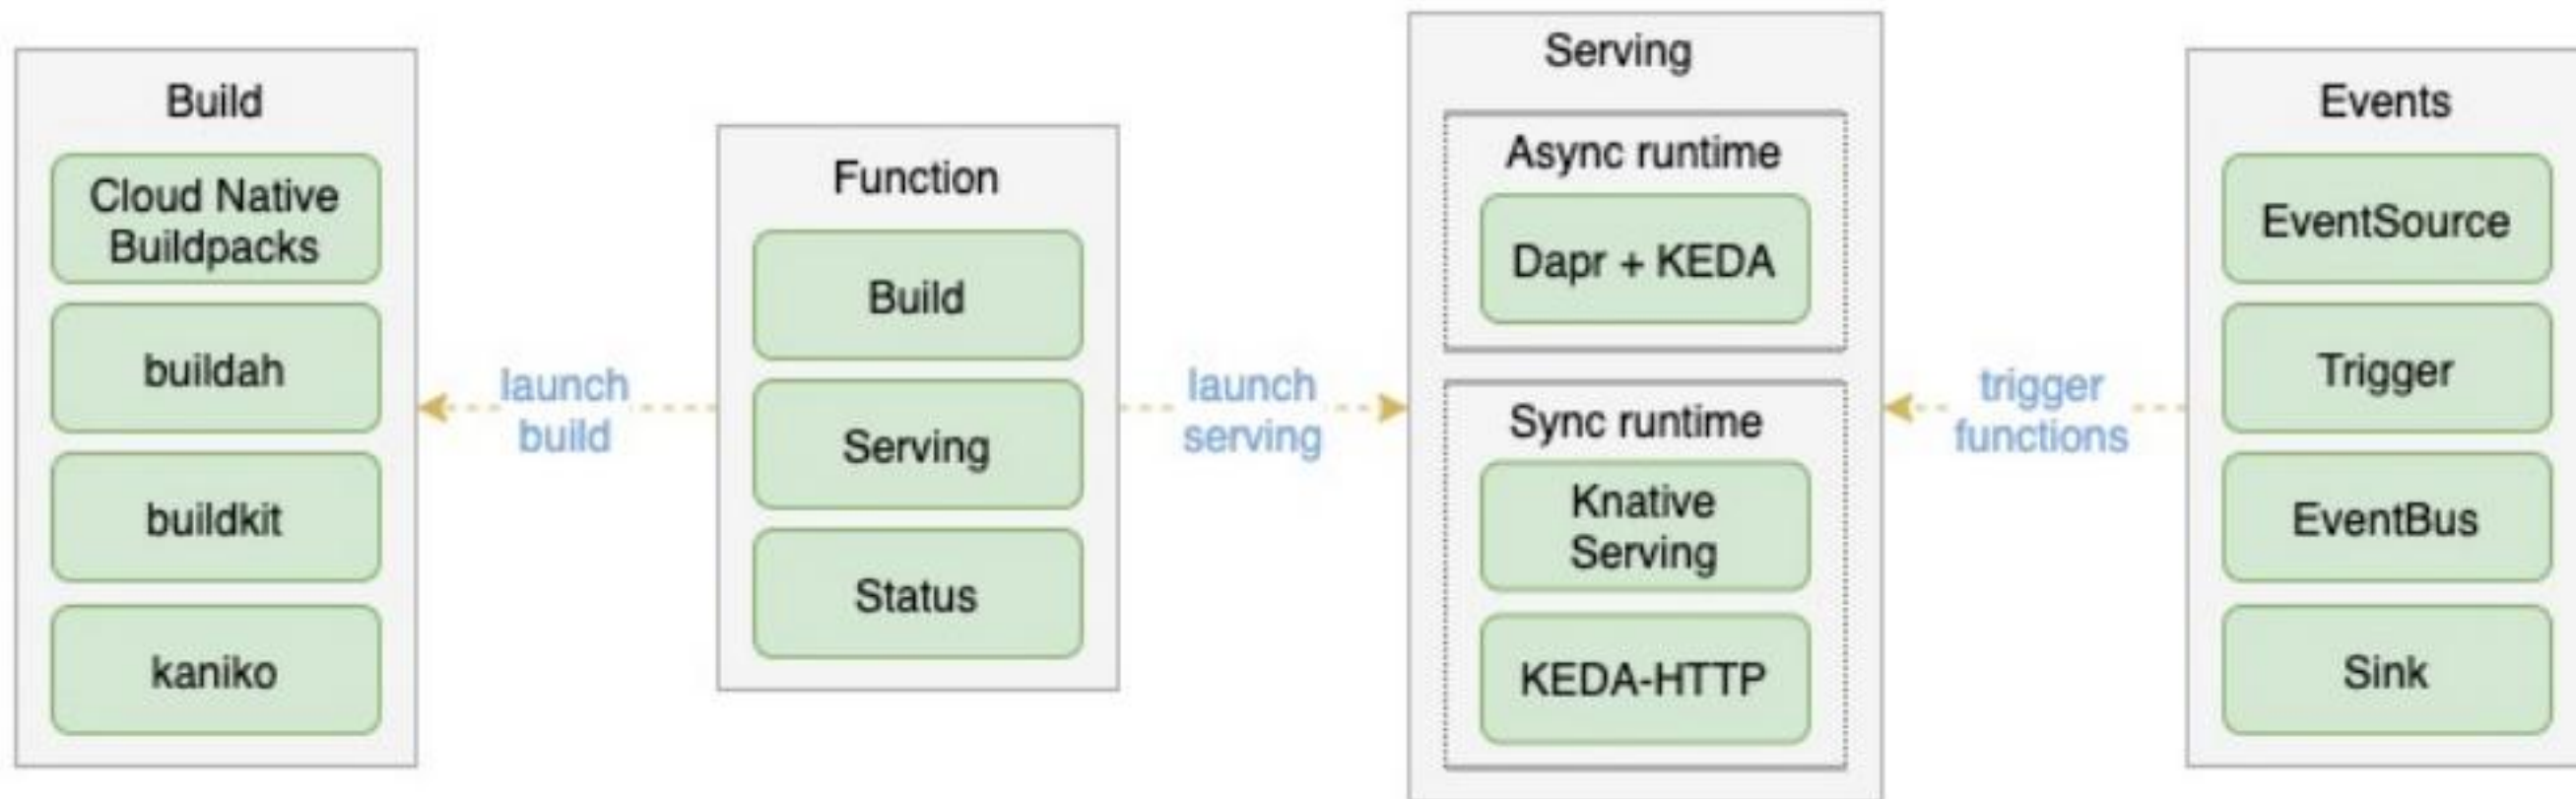 Build
Cloud Native
Buildpacks
buildah
buildkit
kaniko
launch
build
Function
Build
Serving
Status
launch
serving
Serving
Async runtime
Dapr + KEDA
Sync runtime
Knative
Serving
KEDA-HTTP
trigger
functions
Events
EventSource
Trigger
EventBus
Sink